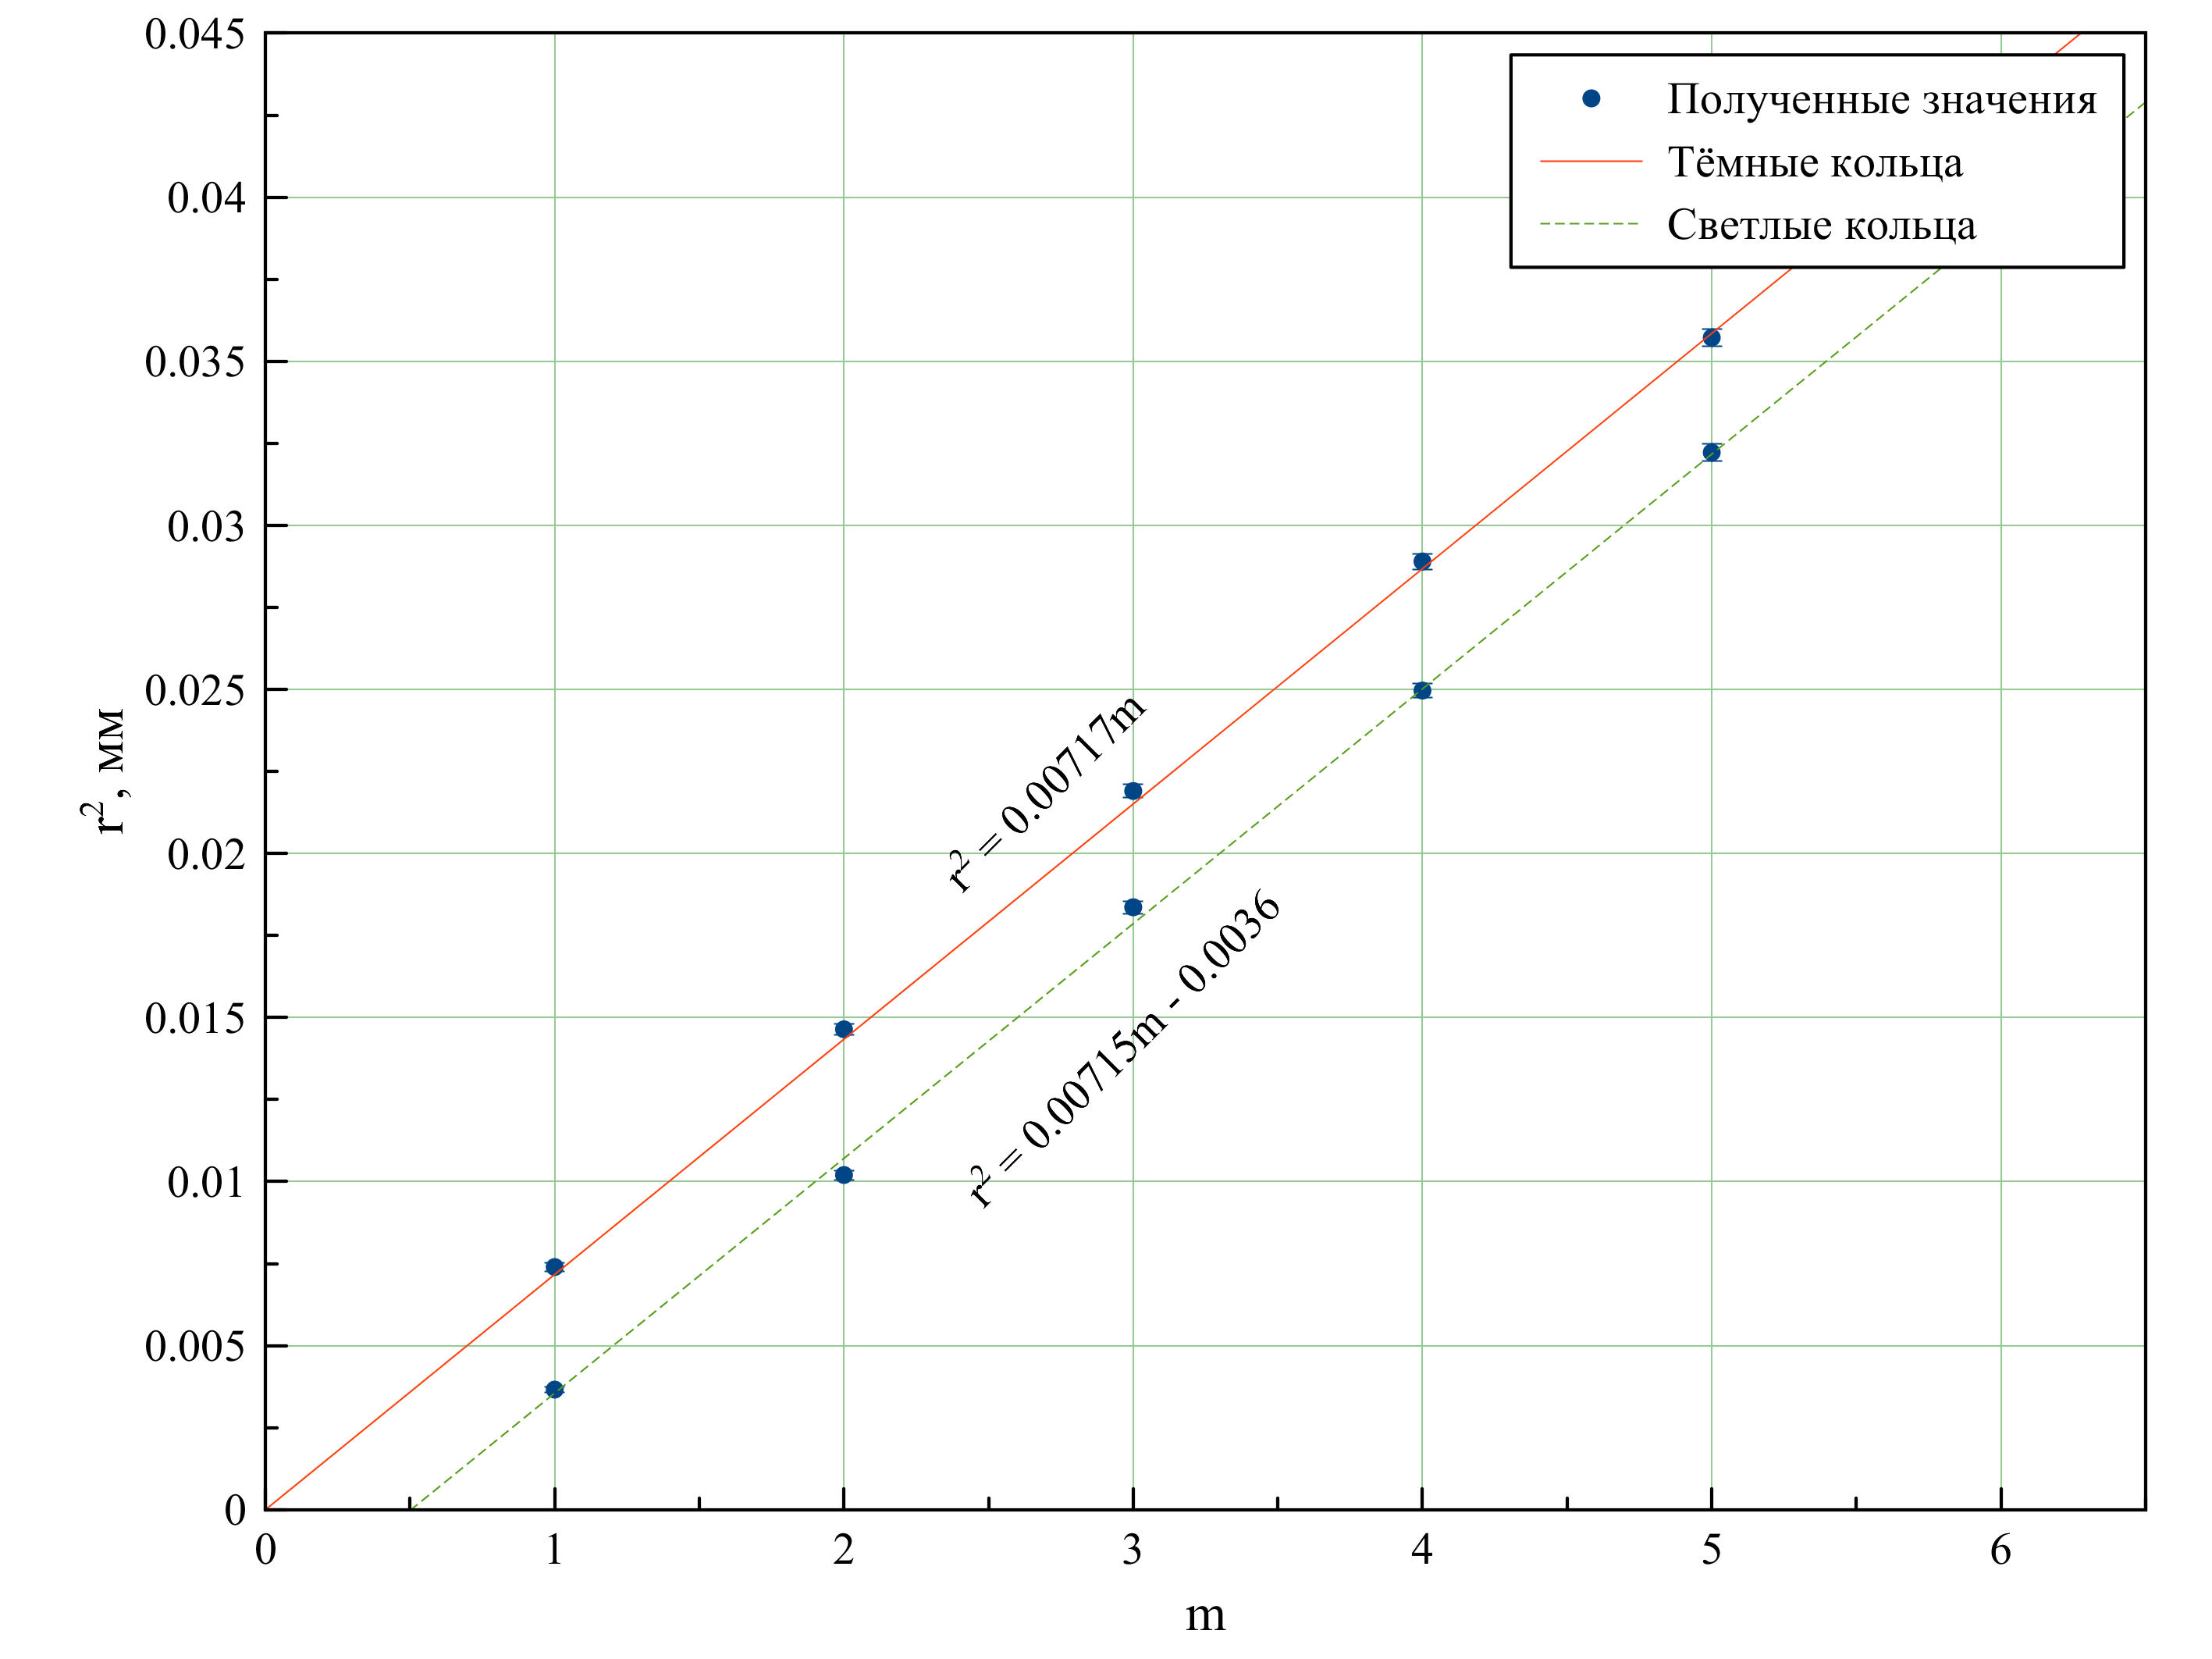 0.045
0.04
0.035
0.03
0.025
0.02
0.015
0.01
0.005
0
r², мм
Полученные значения
Тёмные кольца
Светлые кольца
r² = 0.00717m
r² = 0.00715m - 0.0036
0 1 2 3 4 5 6
m